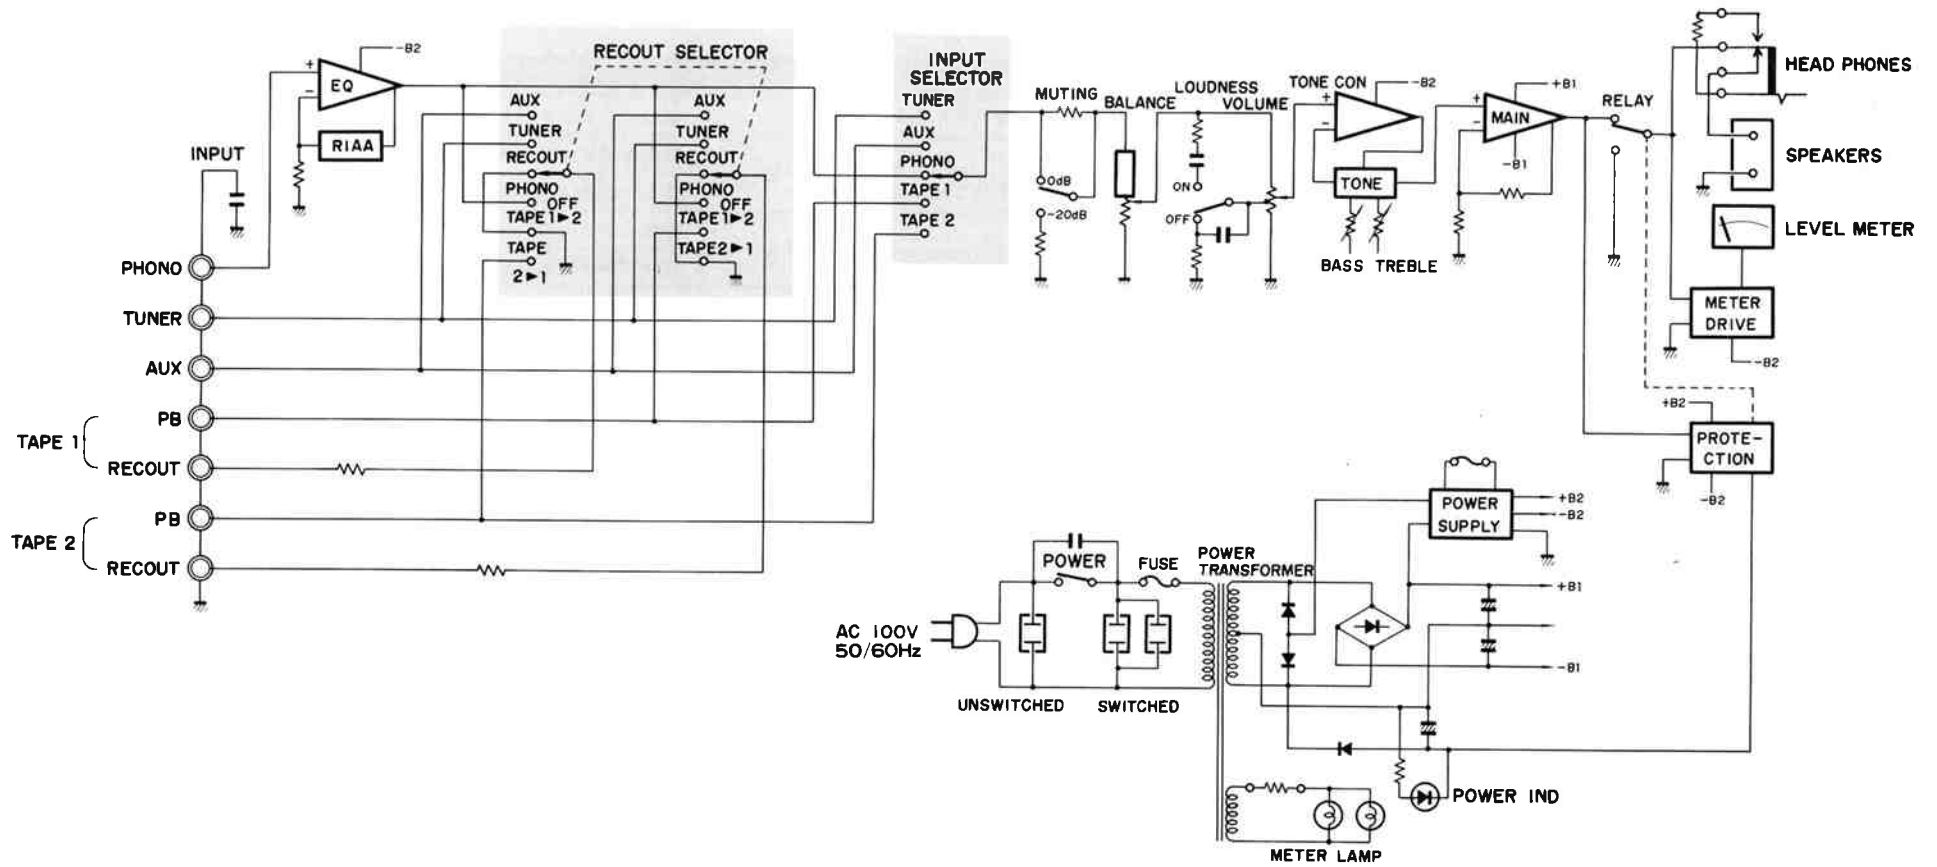 INPUT
PHONO
TUNER
AUX
TAPE 1
PB
RECOUT
TAPE 2
PB
RECOUT
-B2
+
EQ
-
RIAA
RECOUT SELECTOR
AUX
TUNER
RECOUT
PHONO
OFF
TAPE 1►2
TAPE
2►1
AUX
TUNER
RECOUT
PHONO
OFF
TAPE 1►2
TAPE2►1
INPUT
SELECTOR
TUNER
AUX
PHONO
TAPE 1
TAPE 2
MUTING
0dB
-20dB
BALANCE
LOUDNESS
VOLUME
ON
OFF
TONE CON
-B2
+
-
TONE
BASS TREBLE
+B1
+
MAIN
-
-B1
RELAY
HEAD PHONES
SPEAKERS
LEVEL METER
METER
DRIVE
-B2
+B2
PROTE-
CTION
-B2
POWER
SUPPLY
+B2
-B2
+B1
-B1
AC 100V
50/60Hz
POWER
FUSE
POWER
TRANSFORMER
UNSWITCHED
SWITCHED
POWER IND
METER LAMP